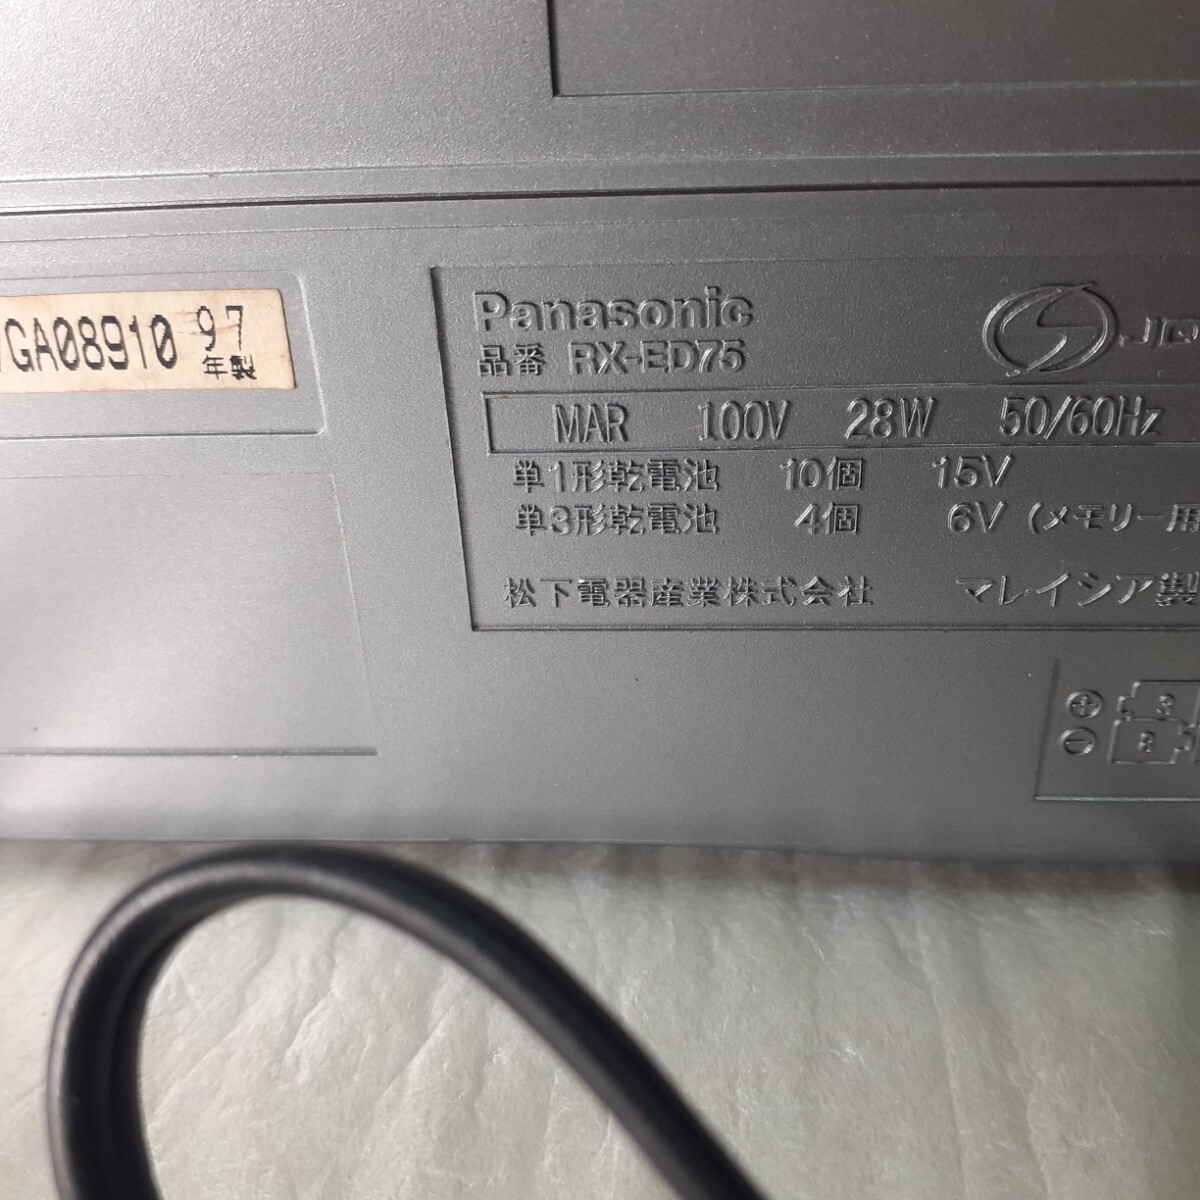 GA08910 97
年製
Panasonic
品番 RX-ED75
MAR 100V 28W 50/60Hz
単1形乾電池 10個 15V
単3形乾電池 4個 6V (メモリー用
松下電器産業株式会社 マレイシア製
⊕ 3
⊖ 3